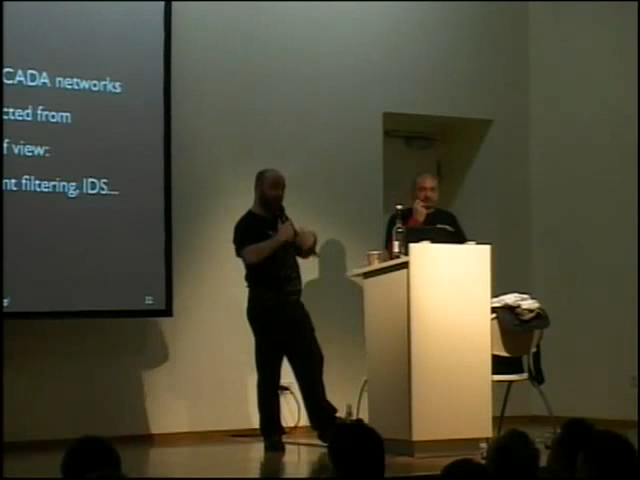 CADA networks
cted from
f view:
nt filtering, IDS...